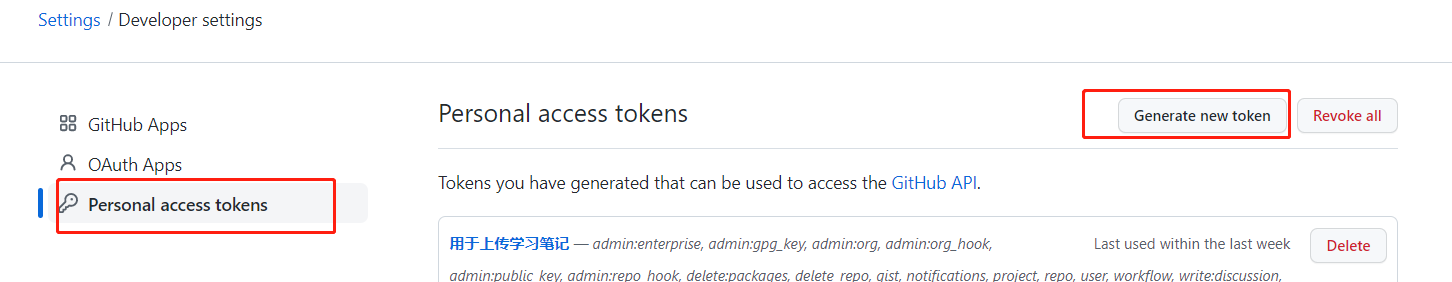 Settings / Developer settings
GitHub Apps
OAuth Apps
Personal access tokens
Personal access tokens
Generate new token
Revoke all
Tokens you have generated that can be used to access the GitHub API.
用于上传学习笔记 — admin:enterprise, admin:gpg_key, admin:org, admin:org_hook,
Last used within the last week
Delete
admin:public_key, admin:repo_hook, delete:packages, delete_repo, gist, notifications, project, repo, user, workflow, write:discussion,